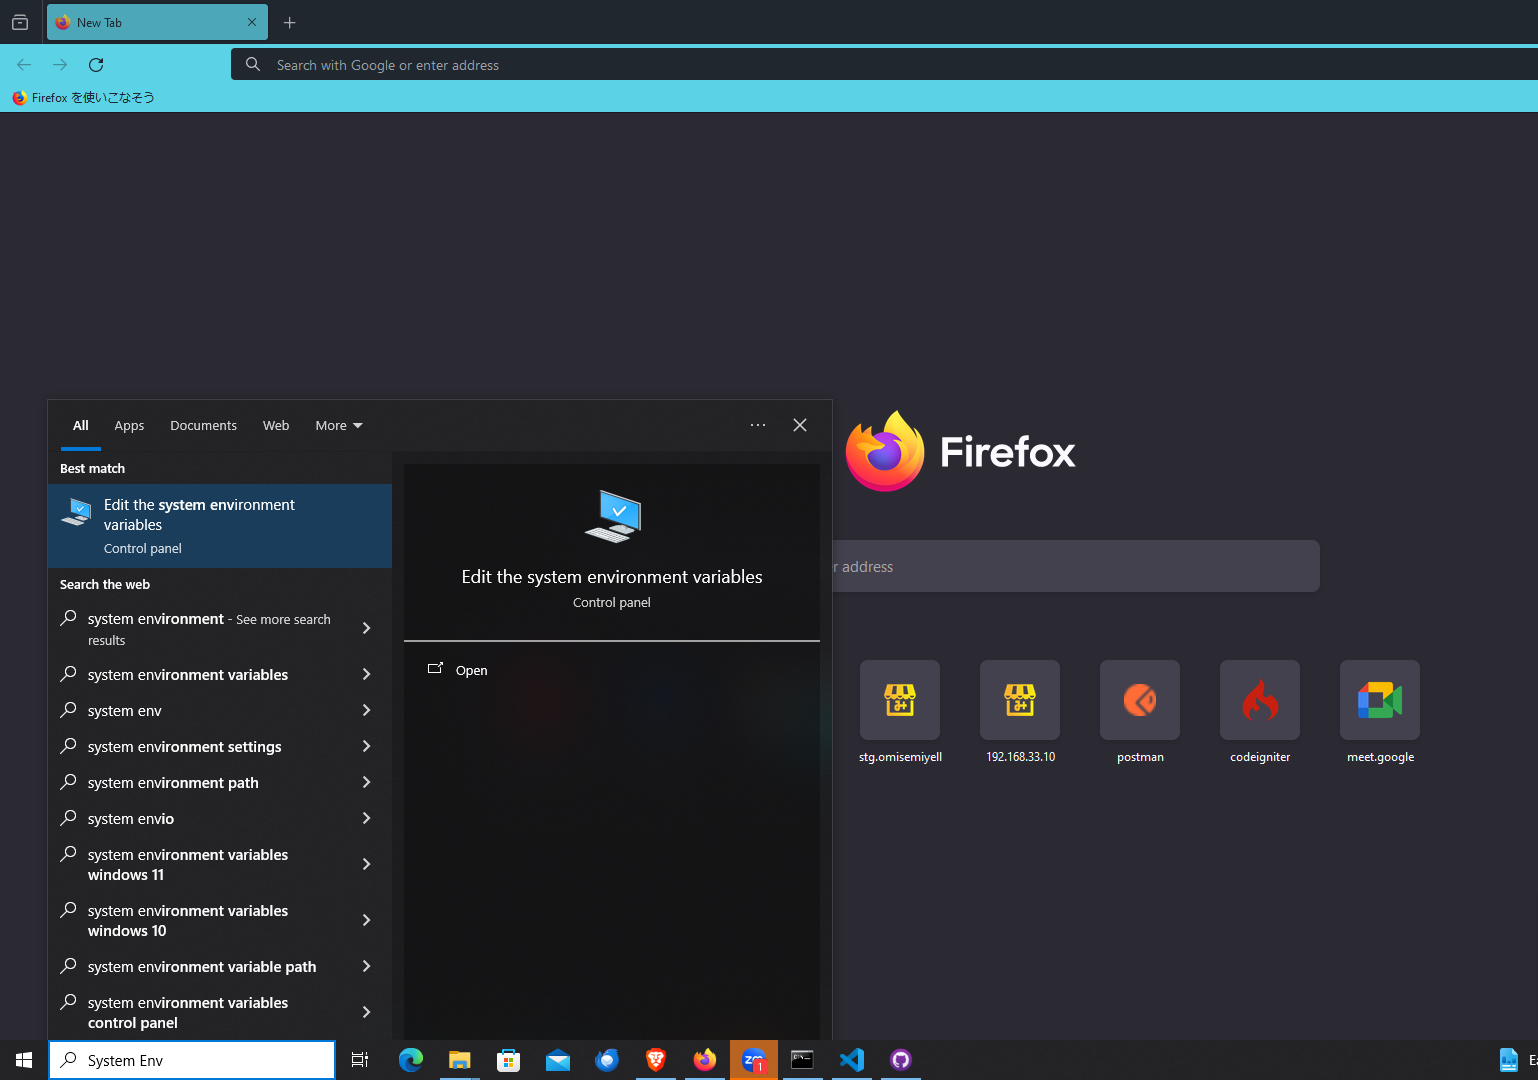 New Tab
Search with Google or enter address
Firefox を使いこなそう
All Apps Documents Web More
Best match
Edit the system environment
variables
Control panel
Search the web
system environment - See more search
results
system environment variables
system env
system environment settings
system environment path
system envio
system environment variables
windows 11
system environment variables
windows 10
system environment variable path
system environment variables
control panel
Edit the system environment variables
Control panel
Open
Firefox
r address
stg.omisemiyell
192.168.33.10
postman
codeigniter
meet.google
System Env
1